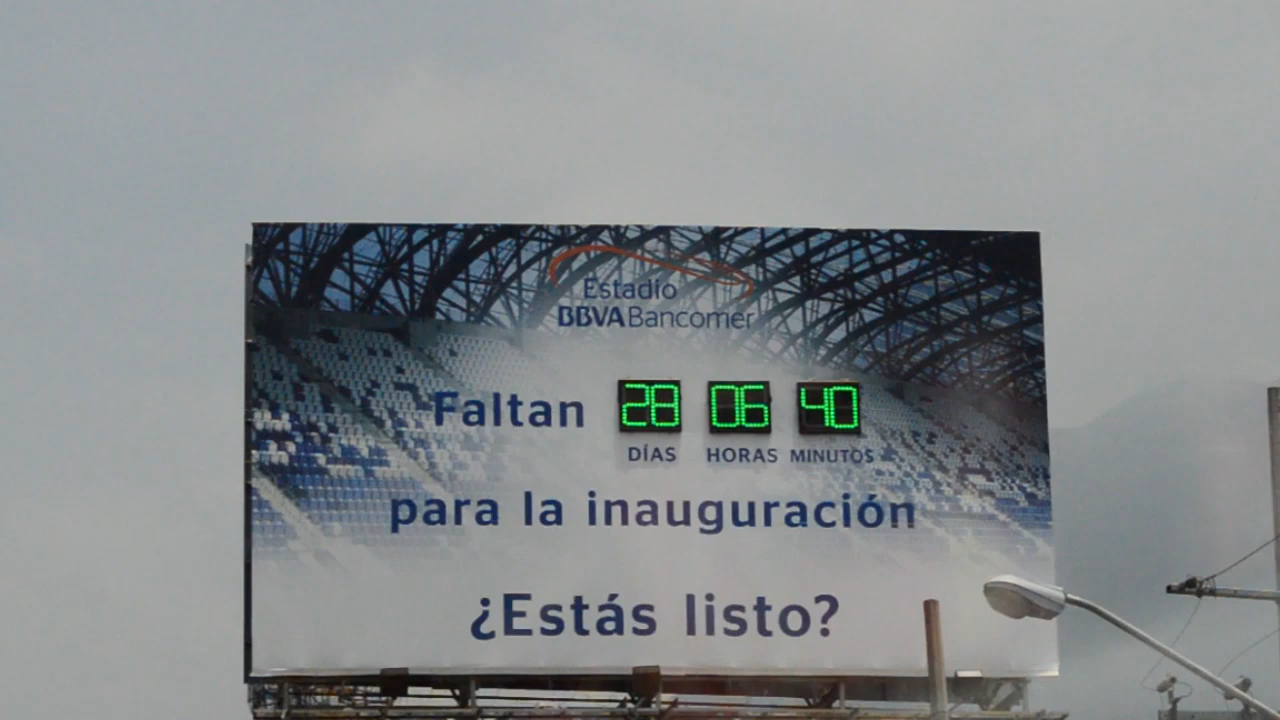 Estadio
BBVA Bancomer
Faltan 28 06 40
DÍAS HORAS MINUTOS
para la inauguración
¿Estás listo?